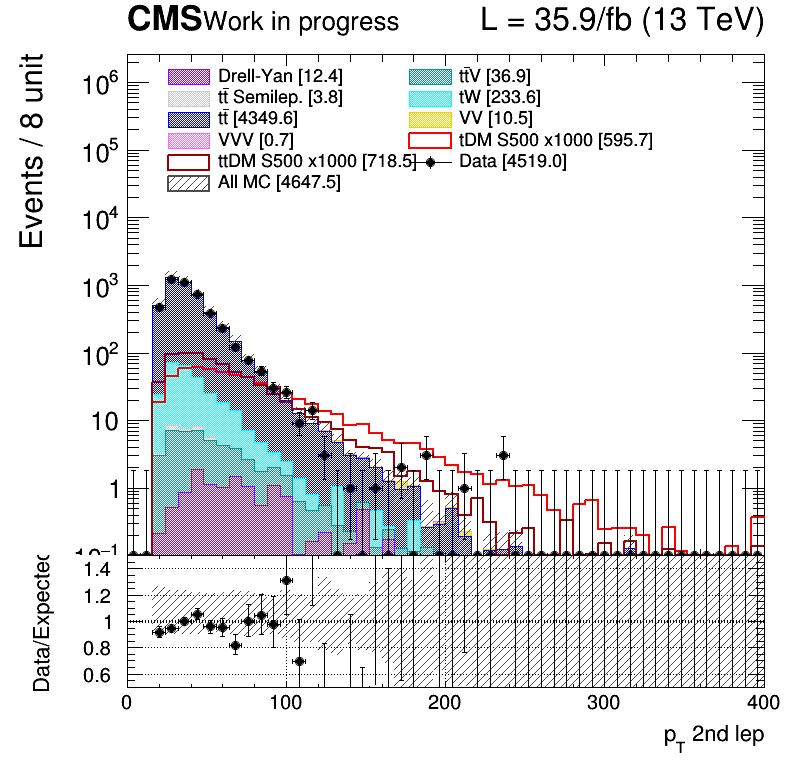 CMS Work in progress L = 35.9/fb (13 TeV)
Events / 8 unit
10⁶
10⁵
10⁴
10³
10²
10
1
10⁻¹
Drell-Yan [12.4] tt̄V [36.9]
tt̄ Semilep. [3.8] tW [233.6]
tt̄ [4349.6] VV [10.5]
VVV [0.7] tDM S500 x1000 [595.7]
ttDM S500 x1000 [718.5] Data [4519.0]
All MC [4647.5]
Data/Expected
1.4
1.2
1
0.8
0.6
0 100 200 300 400
p_T 2nd lep